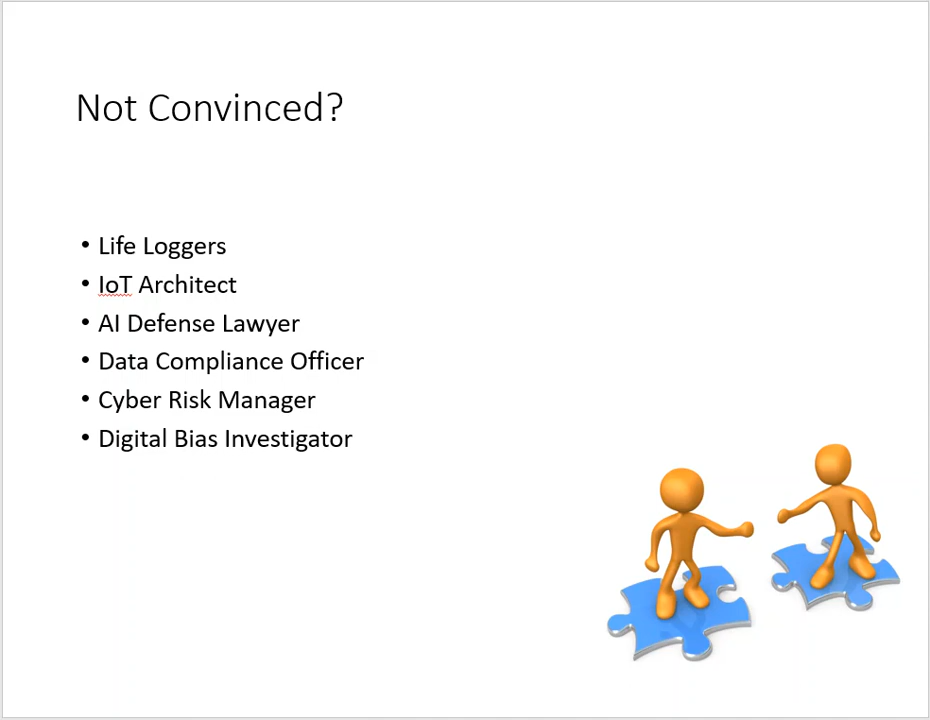 Not Convinced?
• Life Loggers
• IoT Architect
• AI Defense Lawyer
• Data Compliance Officer
• Cyber Risk Manager
• Digital Bias Investigator